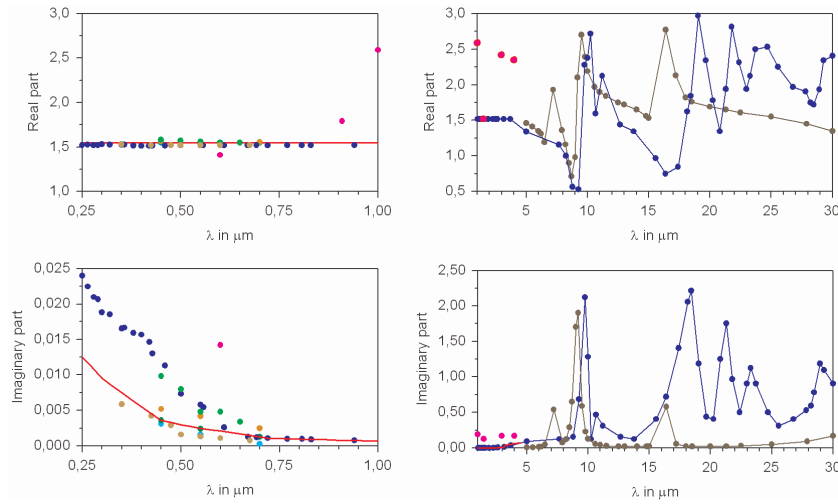 3,0
2,5
2,0
1,5
1,0
Real part
0,25 0,50 0,75 1,00
λ in μm
3,0
2,5
2,0
1,5
1,0
0,5
Real part
5 10 15 20 25 30
λ in μm
0,025
0,020
0,015
0,010
0,005
0,000
Imaginary part
0,25 0,50 0,75 1,00
λ in μm
2,50
2,00
1,50
1,00
0,50
0,00
Imaginary part
5 10 15 20 25 30
λ in μm